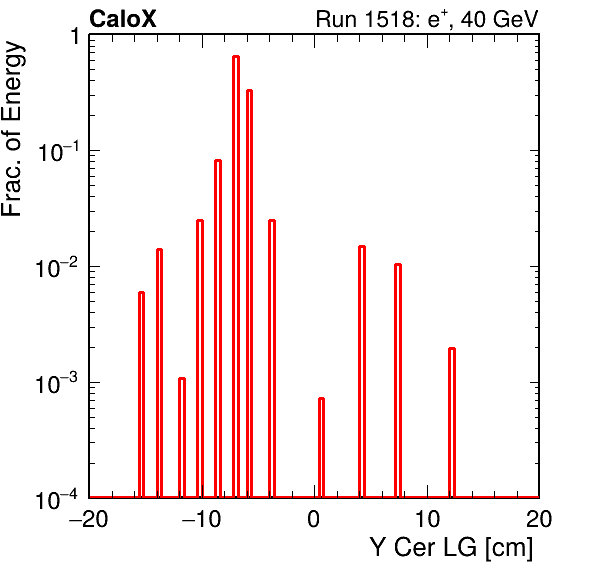 CaloX Run 1518: e⁺, 40 GeV
Frac. of Energy
1
10⁻¹
10⁻²
10⁻³
10⁻⁴
−20 −10 0 10 20
Y Cer LG [cm]